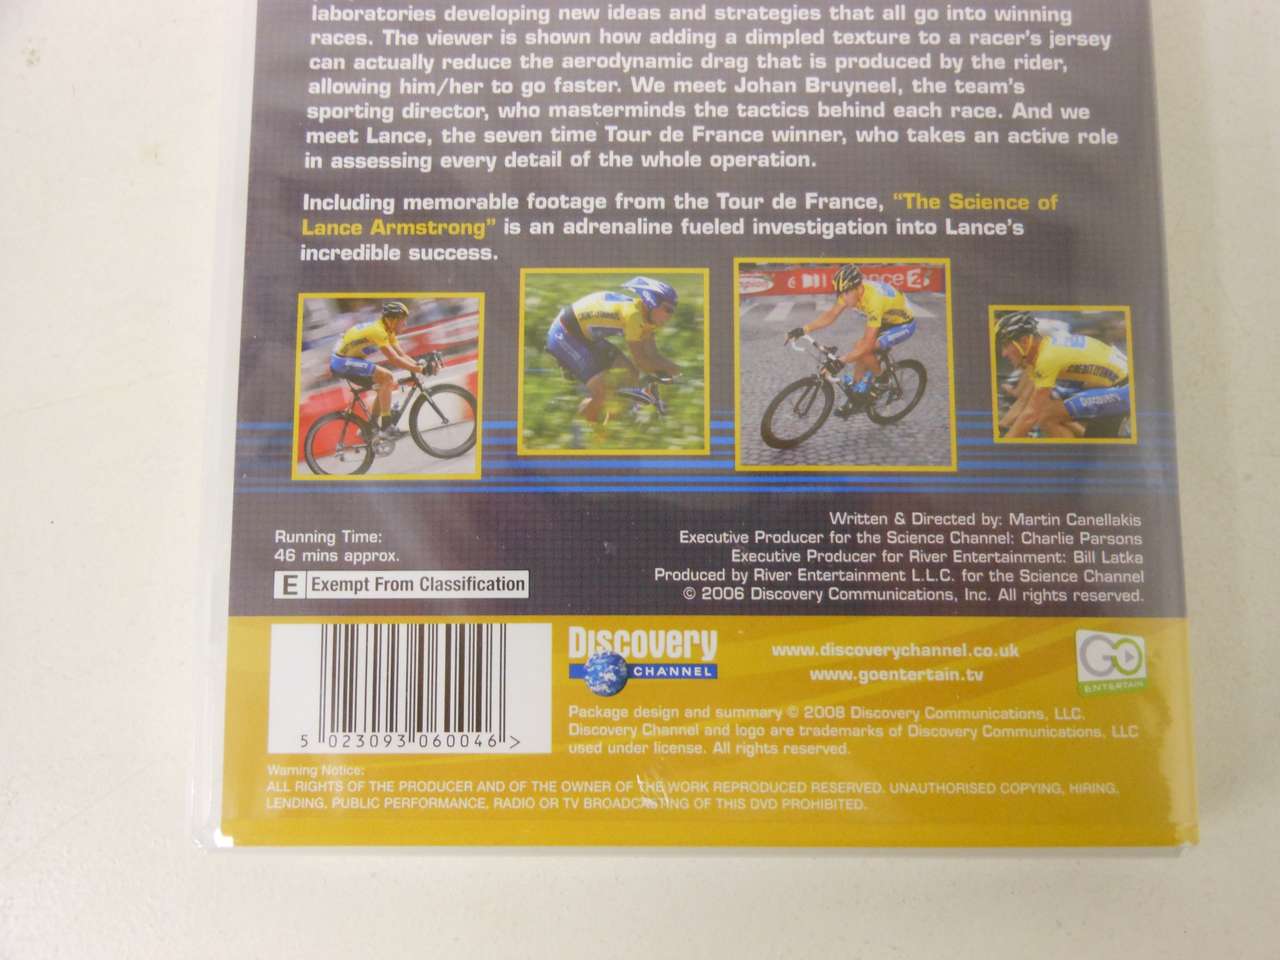 laboratories developing new ideas and strategies that all go into winning
races. The viewer is shown how adding a dimpled texture to a racer's jersey
can actually reduce the aerodynamic drag that is produced by the rider,
allowing him/her to go faster. We meet Johan Bruyneel, the team's
sporting director, who masterminds the tactics behind each race. And we
meet Lance, the seven time Tour de France winner, who takes an active role
in assessing every detail of the whole operation.
Including memorable footage from the Tour de France, "The Science of
Lance Armstrong" is an adrenaline fueled investigation into Lance's
incredible success.
Running Time:
46 mins approx.
E Exempt From Classification
Written & Directed by: Martin Canellakis
Executive Producer for the Science Channel: Charlie Parsons
Executive Producer for River Entertainment: Bill Latka
Produced by River Entertainment L.L.C. for the Science Channel
© 2006 Discovery Communications, Inc. All rights reserved.
5 023093 060046 >
Discovery
CHANNEL
www.discoverychannel.co.uk
www.goentertain.tv
GO
ENTERTAIN
Package design and summary © 2008 Discovery Communications, LLC.
Discovery Channel and logo are trademarks of Discovery Communications, LLC
used under license. All rights reserved.
Warning Notice:
ALL RIGHTS OF THE PRODUCER AND OF THE OWNER OF THE WORK REPRODUCED RESERVED. UNAUTHORISED COPYING, HIRING,
LENDING, PUBLIC PERFORMANCE, RADIO OR TV BROADCASTING OF THIS DVD PROHIBITED.